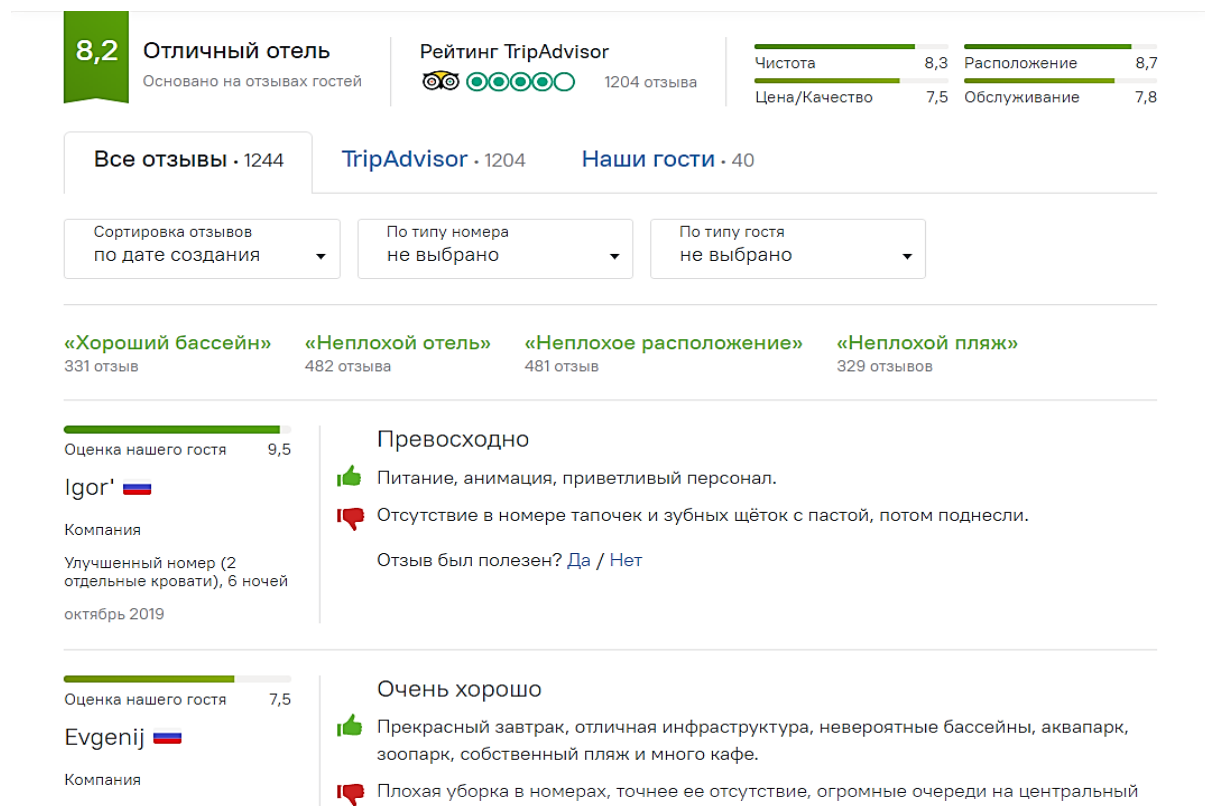 8,2
Отличный отель
Основано на отзывах гостей
Рейтинг TripAdvisor
1204 отзыва
Чистота 8,3
Расположение 8,7
Цена/Качество 7,5
Обслуживание 7,8
Все отзывы · 1244
TripAdvisor · 1204
Наши гости · 40
Сортировка отзывов
по дате создания
По типу номера
не выбрано
По типу гостя
не выбрано
«Хороший бассейн»
331 отзыв
«Неплохой отель»
482 отзыва
«Неплохое расположение»
481 отзыв
«Неплохой пляж»
329 отзывов
Оценка нашего гостя 9,5
Igor'
Компания
Улучшенный номер (2
отдельные кровати), 6 ночей
октябрь 2019
Превосходно
Питание, анимация, приветливый персонал.
Отсутствие в номере тапочек и зубных щёток с пастой, потом поднесли.
Отзыв был полезен? Да / Нет
Оценка нашего гостя 7,5
Evgenij
Компания
Очень хорошо
Прекрасный завтрак, отличная инфраструктура, невероятные бассейны, аквапарк,
зоопарк, собственный пляж и много кафе.
Плохая уборка в номерах, точнее ее отсутствие, огромные очереди на центральный